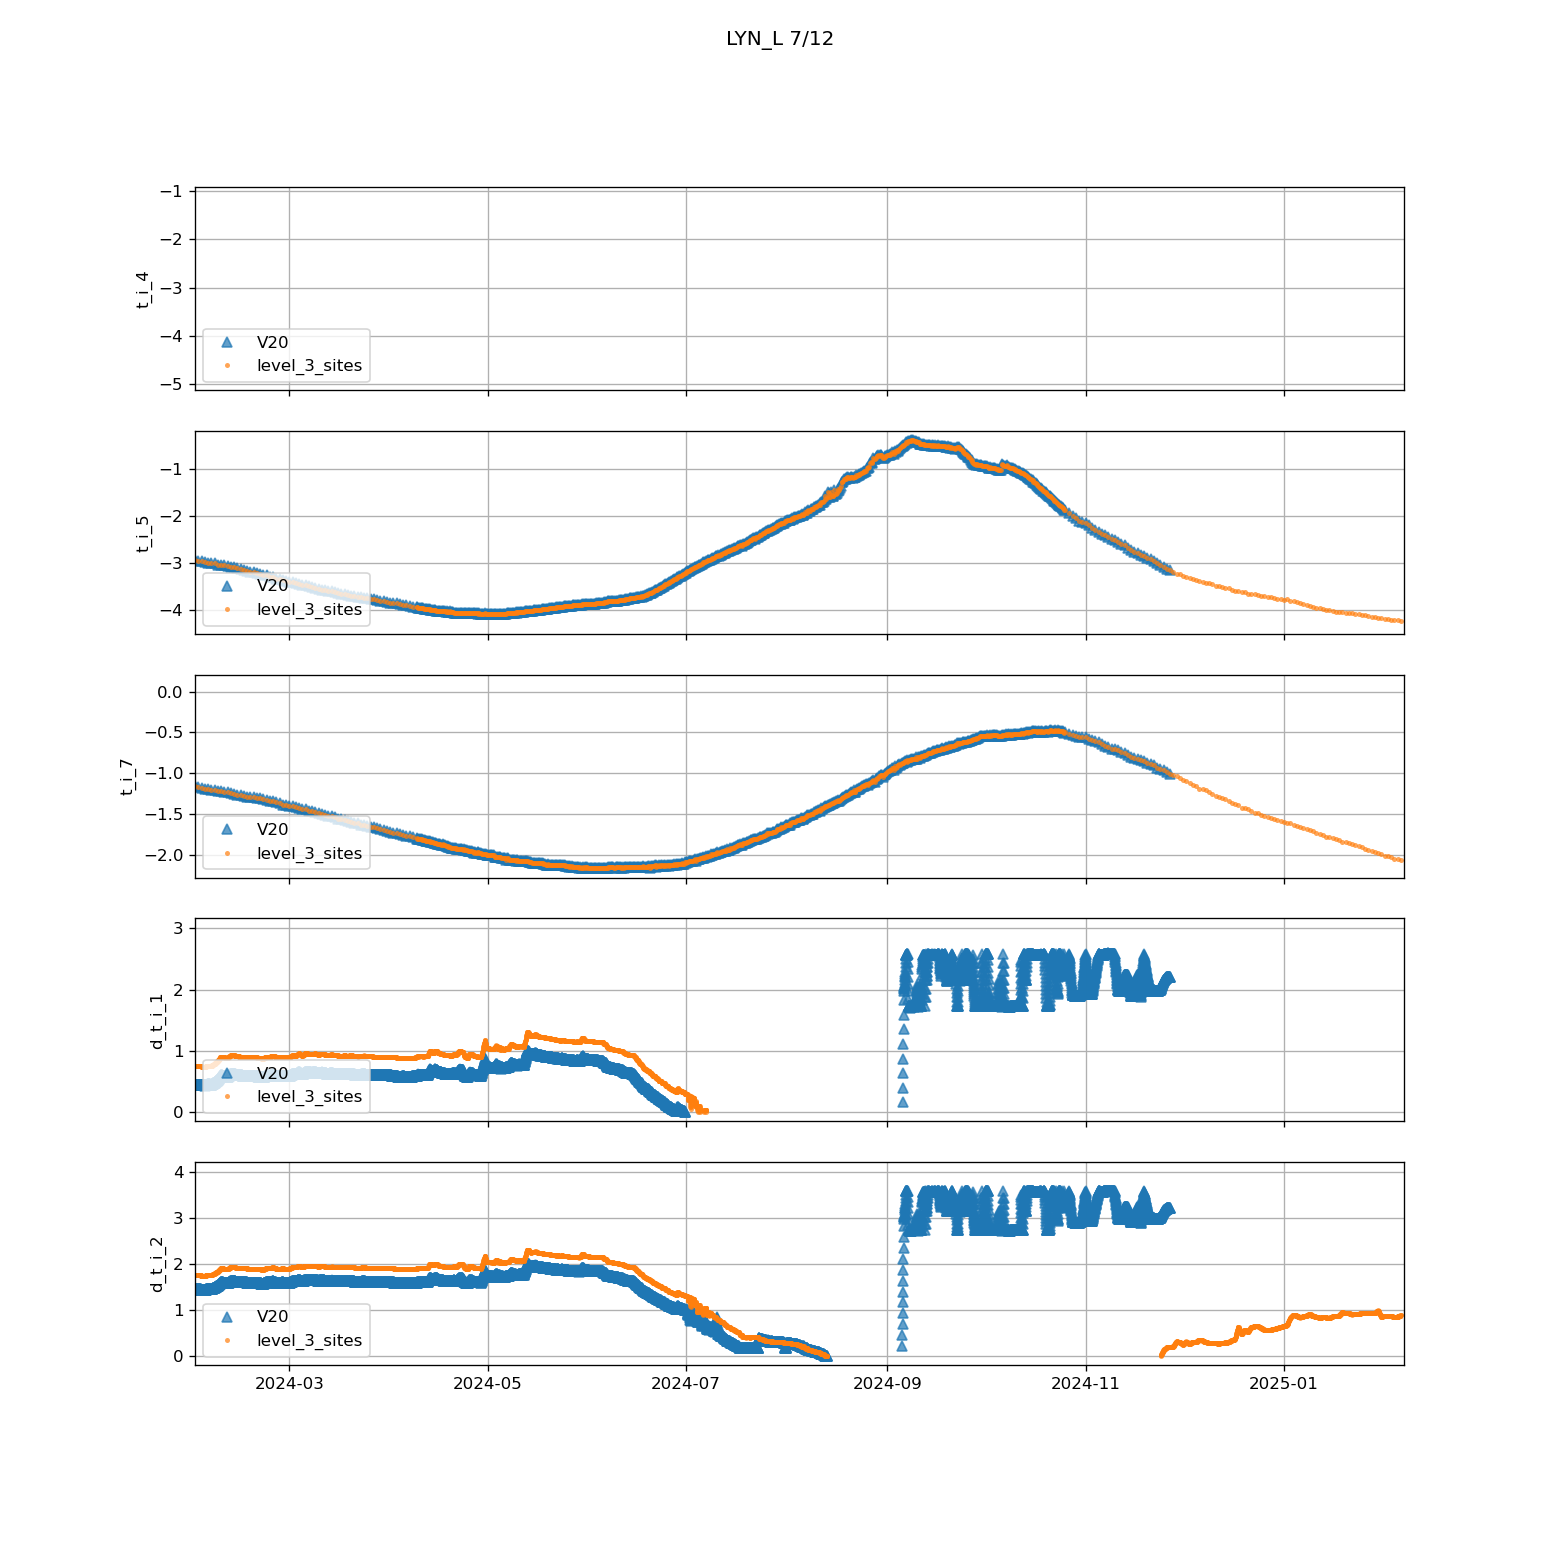 LYN_L 7/12
−1
−2
−3
−4
−5
t_i_4
V20
level_3_sites
−1
−2
−3
−4
t_i_5
V20
level_3_sites
0.0
−0.5
−1.0
−1.5
−2.0
t_i_7
V20
level_3_sites
3
2
1
0
d_t_i_1
V20
level_3_sites
4
3
2
1
0
d_t_i_2
V20
level_3_sites
2024-03 2024-05 2024-07 2024-09 2024-11 2025-01